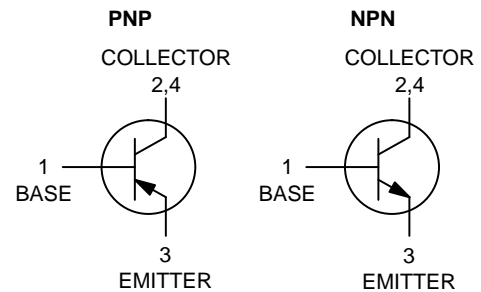 PNP
COLLECTOR
2,4
1
BASE
3
EMITTER
NPN
COLLECTOR
2,4
1
BASE
3
EMITTER